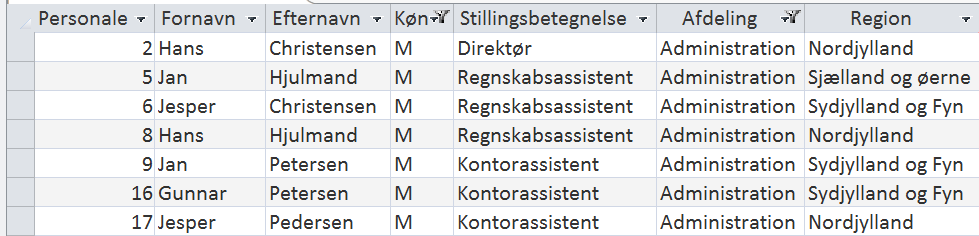 Personale Fornavn Efternavn Køn Stillingsbetegnelse Afdeling Region
2 Hans Christensen M Direktør Administration Nordjylland
5 Jan Hjulmand M Regnskabsassistent Administration Sjælland og øerne
6 Jesper Christensen M Regnskabsassistent Administration Sydjylland og Fyn
8 Hans Hjulmand M Regnskabsassistent Administration Nordjylland
9 Jan Petersen M Kontorassistent Administration Sydjylland og Fyn
16 Gunnar Petersen M Kontorassistent Administration Sydjylland og Fyn
17 Jesper Pedersen M Kontorassistent Administration Nordjylland